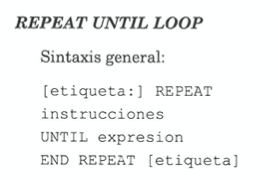 REPEAT UNTIL LOOP
Sintaxis general:
[etiqueta:] REPEAT
instrucciones
UNTIL expresion
END REPEAT [etiqueta]